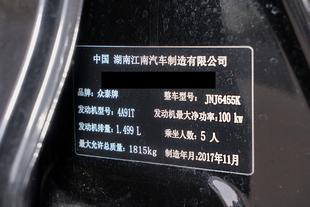 中国 湖南江南汽车制造有限公司
品牌：众泰牌 整车型号：JNJ6455K
发动机型号：4A91T 发动机最大净功率：100 kw
发动机排量：1.499 L 乘坐人数：5 人
最大允许总质量：1815kg 制造年月：2017年11月